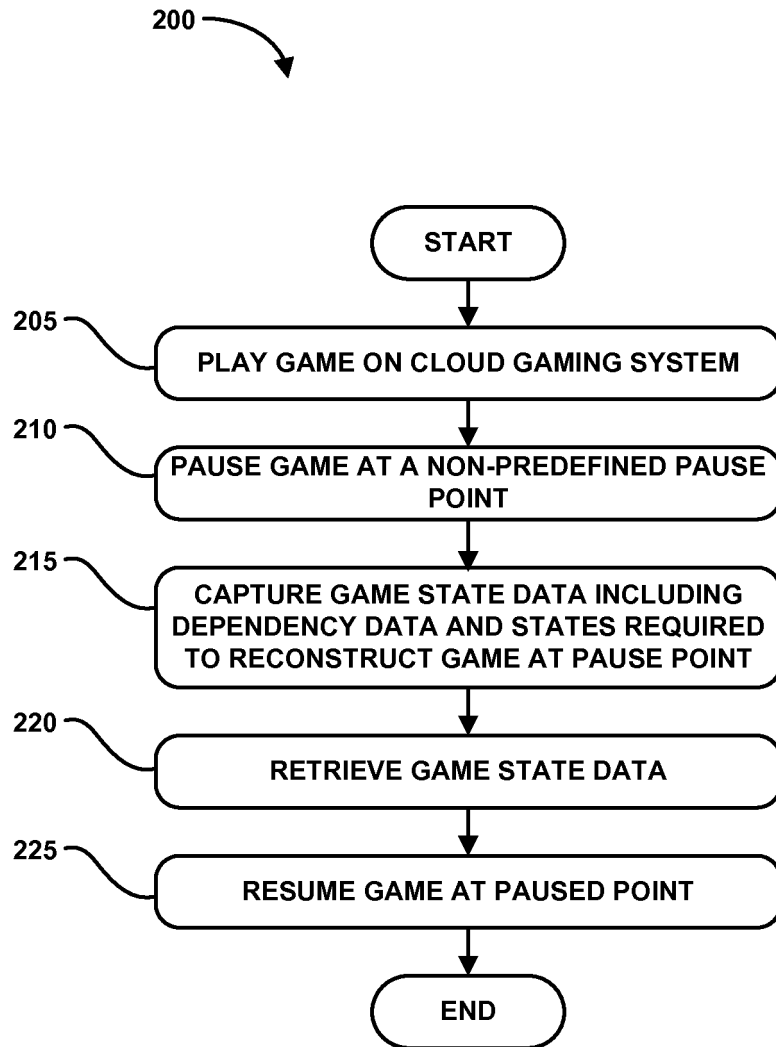 200
START
205
PLAY GAME ON CLOUD GAMING SYSTEM
210
PAUSE GAME AT A NON-PREDEFINED PAUSE
POINT
215
CAPTURE GAME STATE DATA INCLUDING
DEPENDENCY DATA AND STATES REQUIRED
TO RECONSTRUCT GAME AT PAUSE POINT
220
RETRIEVE GAME STATE DATA
225
RESUME GAME AT PAUSED POINT
END